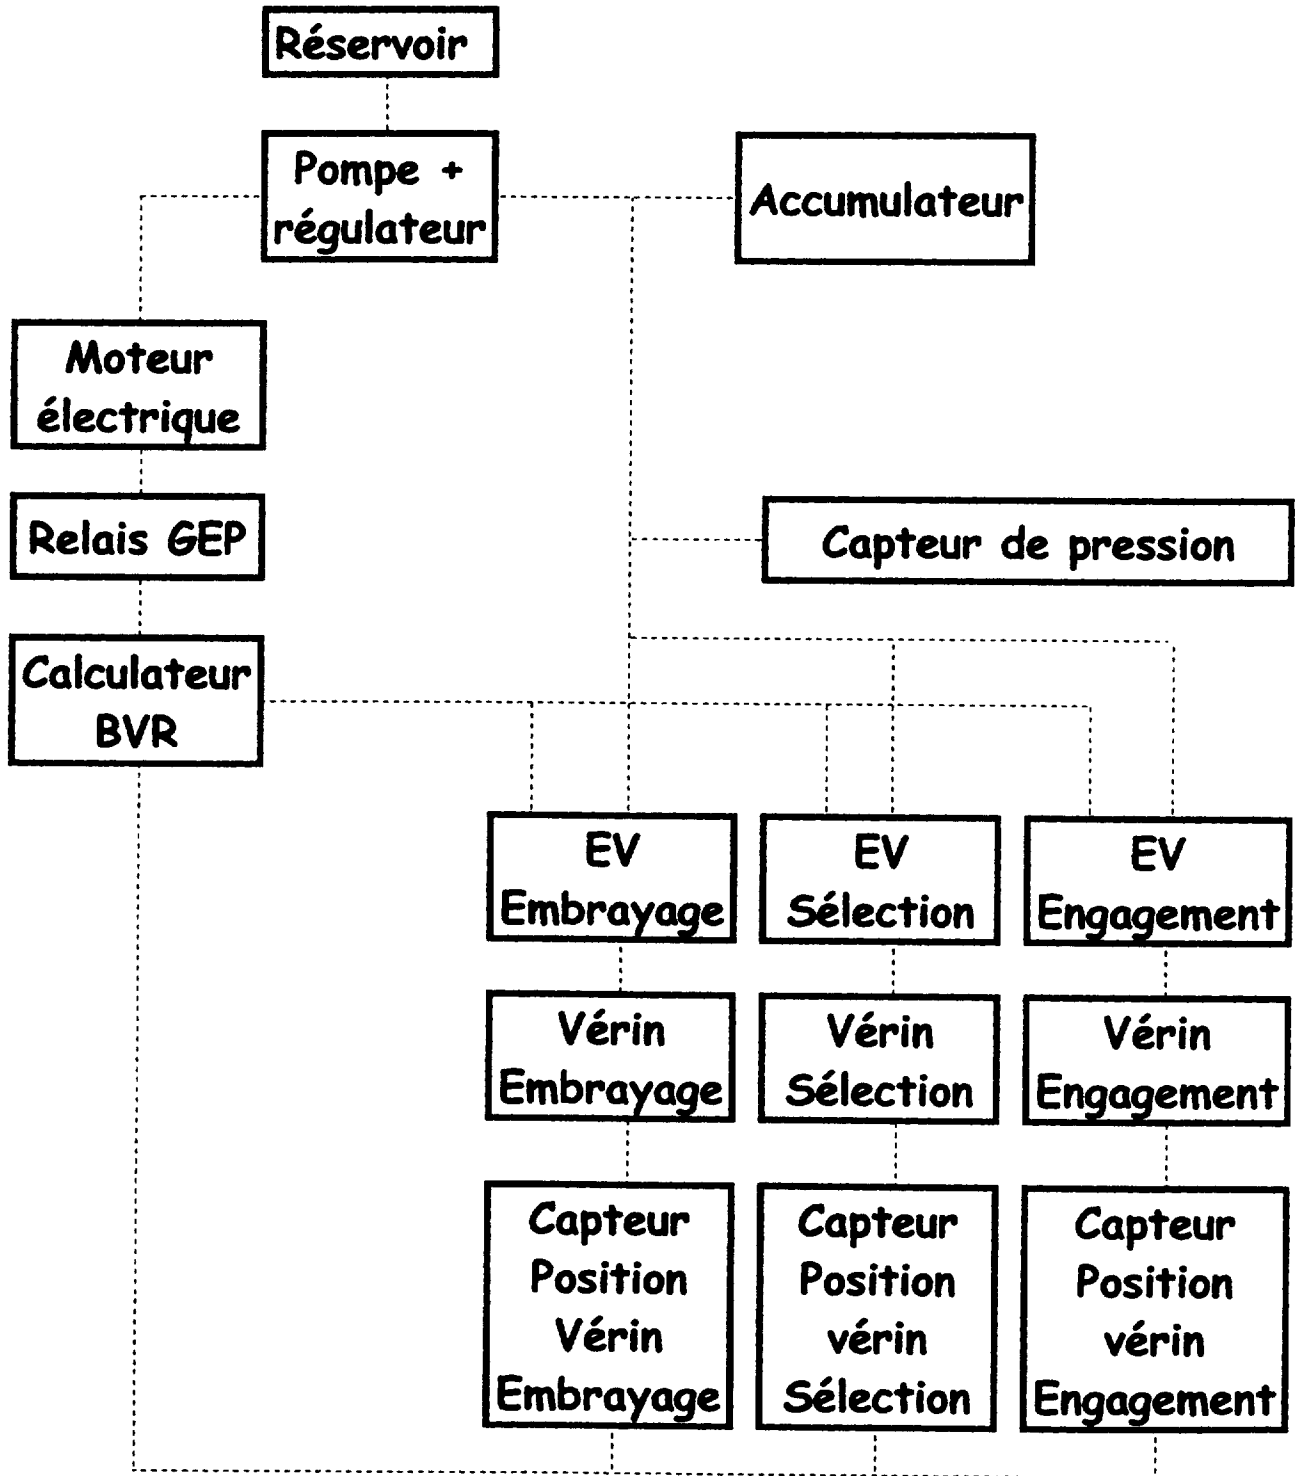 Réservoir
Pompe +
régulateur
Accumulateur
Moteur
électrique
Relais GEP
Capteur de pression
Calculateur
BVR
EV
Embrayage
EV
Sélection
EV
Engagement
Vérin
Embrayage
Vérin
Sélection
Vérin
Engagement
Capteur
Position
Vérin
Embrayage
Capteur
Position
vérin
Sélection
Capteur
Position
vérin
Engagement